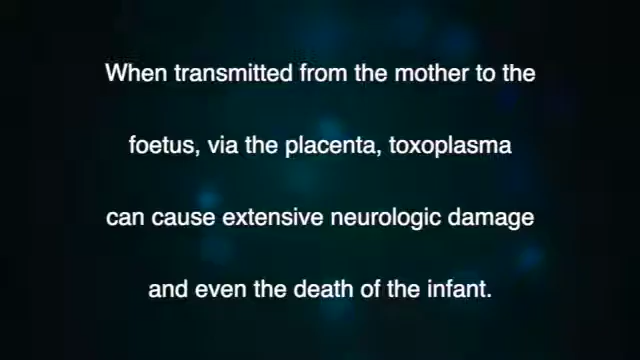 When transmitted from the mother to the
foetus, via the placenta, toxoplasma
can cause extensive neurologic damage
and even the death of the infant.